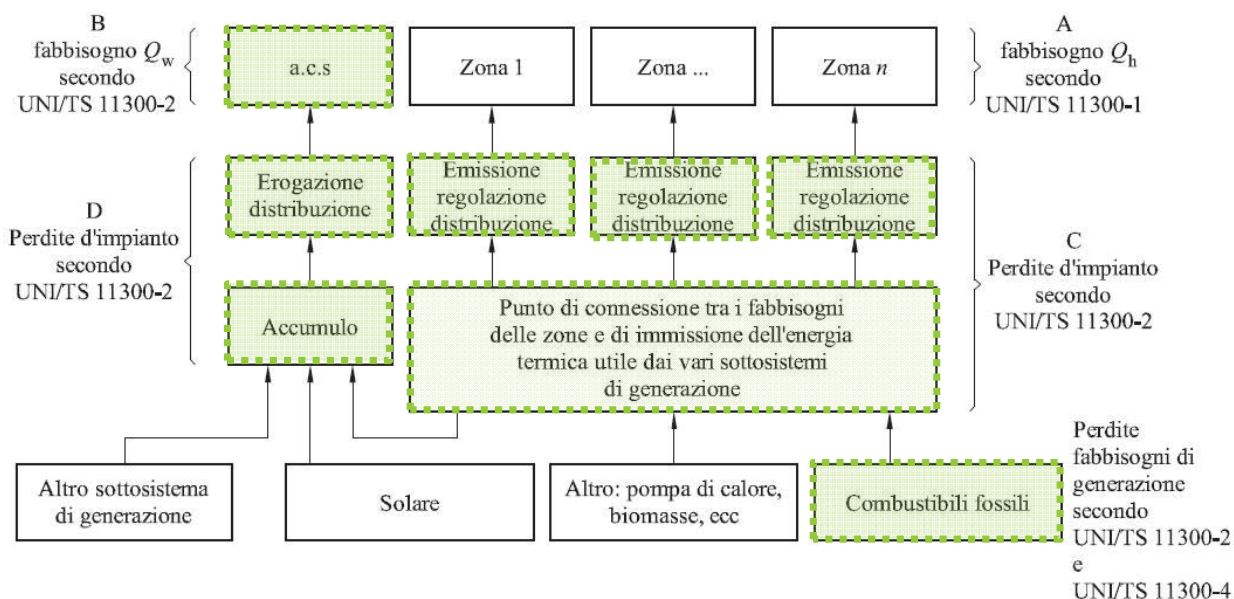 B
fabbisogno Qw
secondo
UNI/TS 11300-2
a.c.s
Zona 1
Zona ...
Zona n
A
fabbisogno Qh
secondo
UNI/TS 11300-1
D
Perdite d'impianto
secondo
UNI/TS 11300-2
Erogazione
distribuzione
Emissione
regolazione
distribuzione
Emissione
regolazione
distribuzione
Emissione
regolazione
distribuzione
C
Perdite d'impianto
secondo
UNI/TS 11300-2
Accumulo
Punto di connessione tra i fabbisogni
delle zone e di immissione dell'energia
termica utile dai vari sottosistemi
di generazione
Altro sottosistema
di generazione
Solare
Altro: pompa di calore,
biomasse, ecc
Combustibili fossili
Perdite
fabbisogni di
generazione
secondo
UNI/TS 11300-2
e
UNI/TS 11300-4